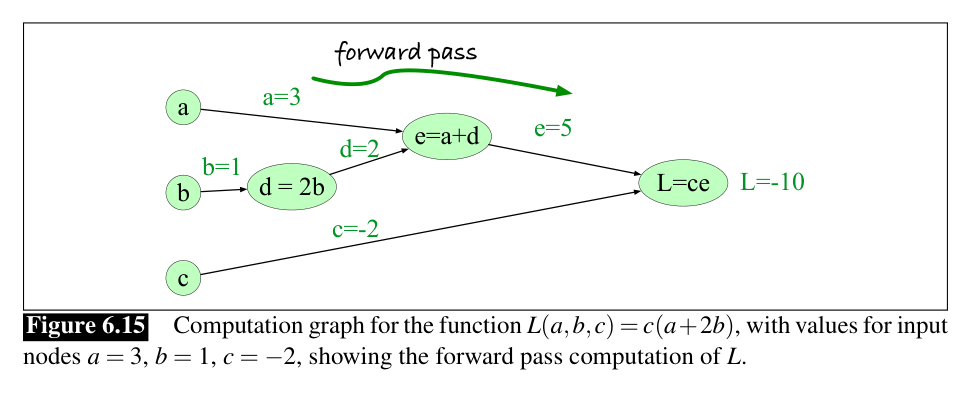 forward pass
a=3
a
e=a+d
e=5
d=2
b=1
b
d = 2b
L=ce
L=-10
c=-2
c
Figure 6.15 Computation graph for the function L(a,b,c) = c(a+2b), with values for input
nodes a = 3, b = 1, c = −2, showing the forward pass computation of L.